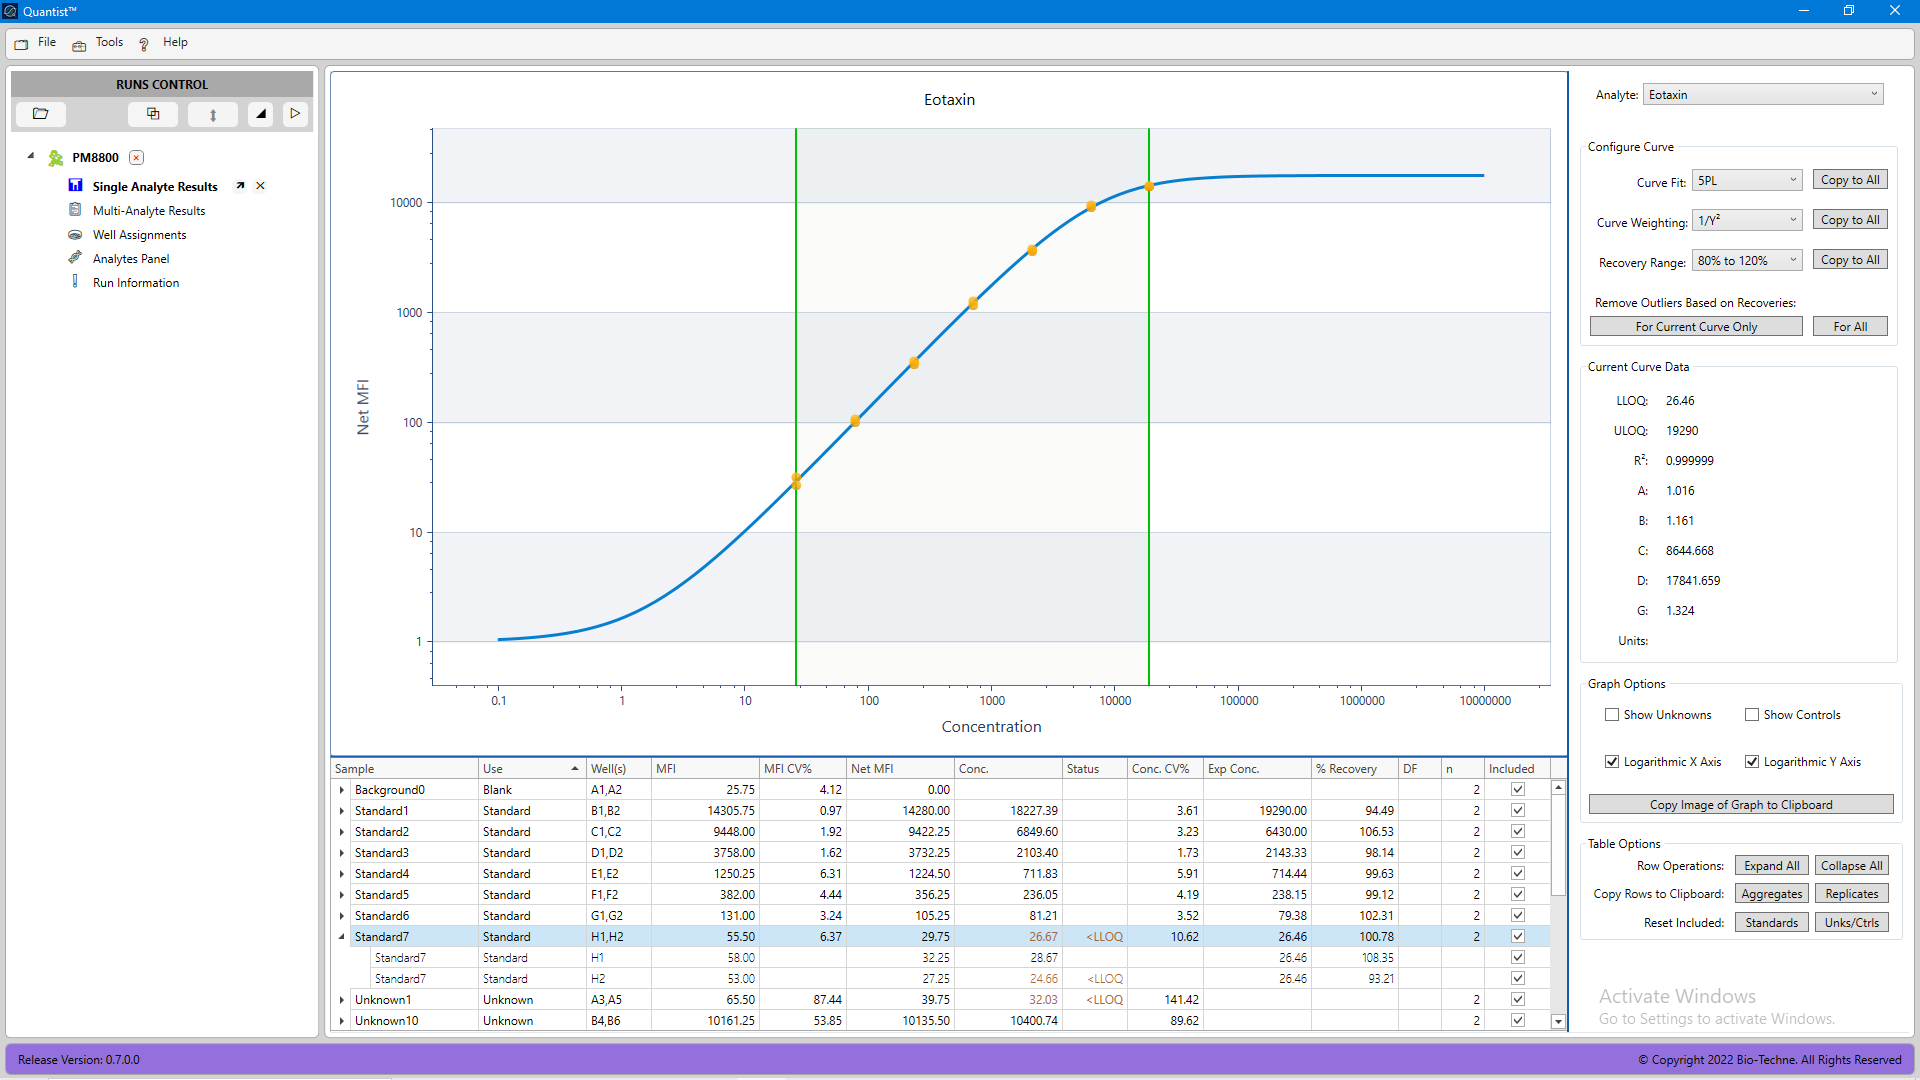 Quantist™
File Tools Help
RUNS CONTROL
PM8800
Single Analyte Results
Multi-Analyte Results
Well Assignments
Analytes Panel
Run Information
Eotaxin
Net MFI
10000
1000
100
10
1
0.1 1 10 100 1000 10000 100000 1000000 10000000
Concentration
Sample Use Well(s) MFI MFI CV% Net MFI Conc. Status Conc. CV% Exp Conc. % Recovery DF n Included
Background0 Blank A1,A2 25.75 4.12 0.00 2
Standard1 Standard B1,B2 14305.75 0.97 14280.00 18227.39 3.61 19290.00 94.49 2
Standard2 Standard C1,C2 9448.00 1.92 9422.25 6849.60 3.23 6430.00 106.53 2
Standard3 Standard D1,D2 3758.00 1.62 3732.25 2103.40 1.73 2143.33 98.14 2
Standard4 Standard E1,E2 1250.25 6.31 1224.50 711.83 5.91 714.44 99.63 2
Standard5 Standard F1,F2 382.00 4.44 356.25 236.05 4.19 238.15 99.12 2
Standard6 Standard G1,G2 131.00 3.24 105.25 81.21 3.52 79.38 102.31 2
Standard7 Standard H1,H2 55.50 6.37 29.75 26.67 <LLOQ 10.62 26.46 100.78 2
Standard7 Standard H1 58.00 32.25 28.67 26.46 108.35
Standard7 Standard H2 53.00 27.25 24.66 <LLOQ 26.46 93.21
Unknown1 Unknown A3,A5 65.50 87.44 39.75 32.03 <LLOQ 141.42 2
Unknown10 Unknown B4,B6 10161.25 53.85 10135.50 10400.74 89.62 2
Analyte: Eotaxin
Configure Curve
Curve Fit: 5PL Copy to All
Curve Weighting: 1/Y² Copy to All
Recovery Range: 80% to 120% Copy to All
Remove Outliers Based on Recoveries:
For Current Curve Only For All
Current Curve Data
LLOQ: 26.46
ULOQ: 19290
R²: 0.999999
A: 1.016
B: 1.161
C: 8644.668
D: 17841.659
G: 1.324
Units:
Graph Options
Show Unknowns Show Controls
Logarithmic X Axis Logarithmic Y Axis
Copy Image of Graph to Clipboard
Table Options
Row Operations: Expand All Collapse All
Copy Rows to Clipboard: Aggregates Replicates
Reset Included: Standards Unks/Ctrls
Activate Windows
Go to Settings to activate Windows.
Release Version: 0.7.0.0
© Copyright 2022 Bio-Techne. All Rights Reserved